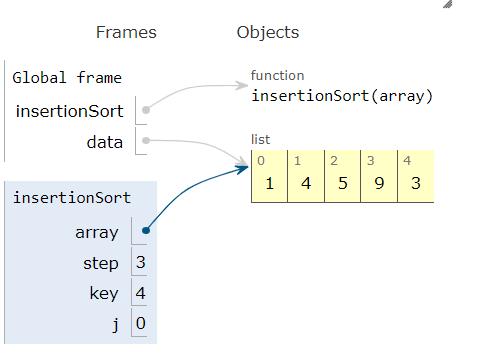 Frames Objects
Global frame
insertionSort
data
function
insertionSort(array)
list
0 1 2 3 4
1 4 5 9 3
insertionSort
array
step 3
key 4
j 0